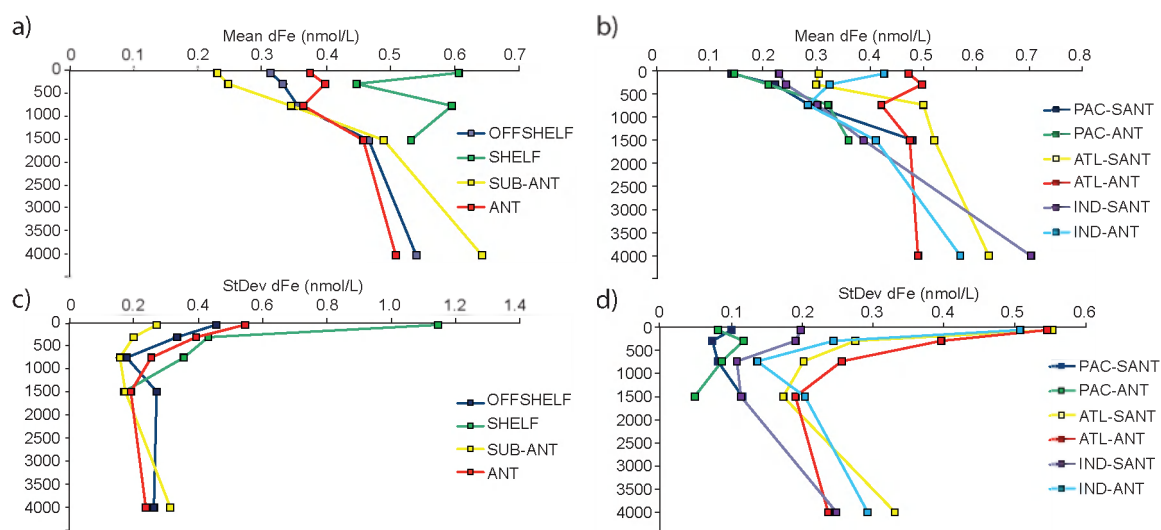 a)
Mean dFe (nmol/L)
0 0.1 0.2 0.3 0.4 0.5 0.6 0.7
0
500
1000
1500
2000
2500
3000
3500
4000
OFFSHELF
SHELF
SUB-ANT
ANT
b)
Mean dFe (nmol/L)
0 0.1 0.2 0.3 0.4 0.5 0.6 0.7 0.8
0
500
1000
1500
2000
2500
3000
3500
4000
PAC-SANT
PAC-ANT
ATL-SANT
ATL-ANT
IND-SANT
IND-ANT
c)
StDev dFe (nmol/L)
0 0.2 0.4 0.6 0.8 1.0 1.2 1.4
0
500
1000
1500
2000
2500
3000
3500
4000
OFFSHELF
SHELF
SUB-ANT
ANT
d)
StDev dFe (nmol/L)
0 0.1 0.2 0.3 0.4 0.5 0.6
0
500
1000
1500
2000
2500
3000
3500
4000
PAC-SANT
PAC-ANT
ATL-SANT
ATL-ANT
IND-SANT
IND-ANT